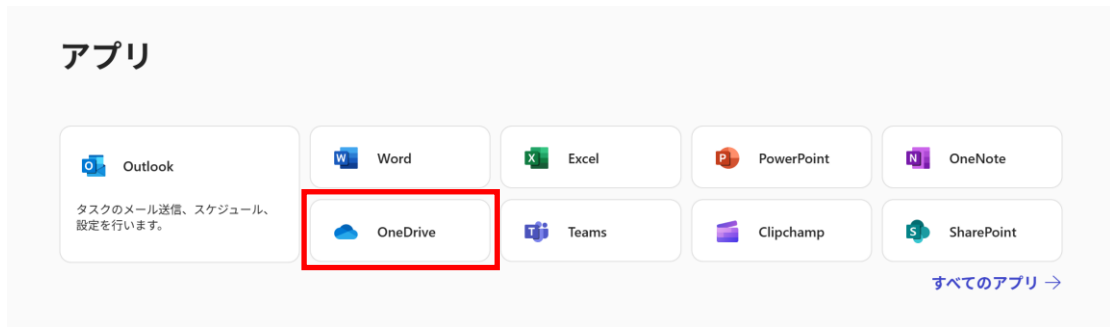 アプリ
Outlook
タスクのメール送信、スケジュール、
設定を行います。
Word
Excel
PowerPoint
OneNote
OneDrive
Teams
Clipchamp
SharePoint
すべてのアプリ →